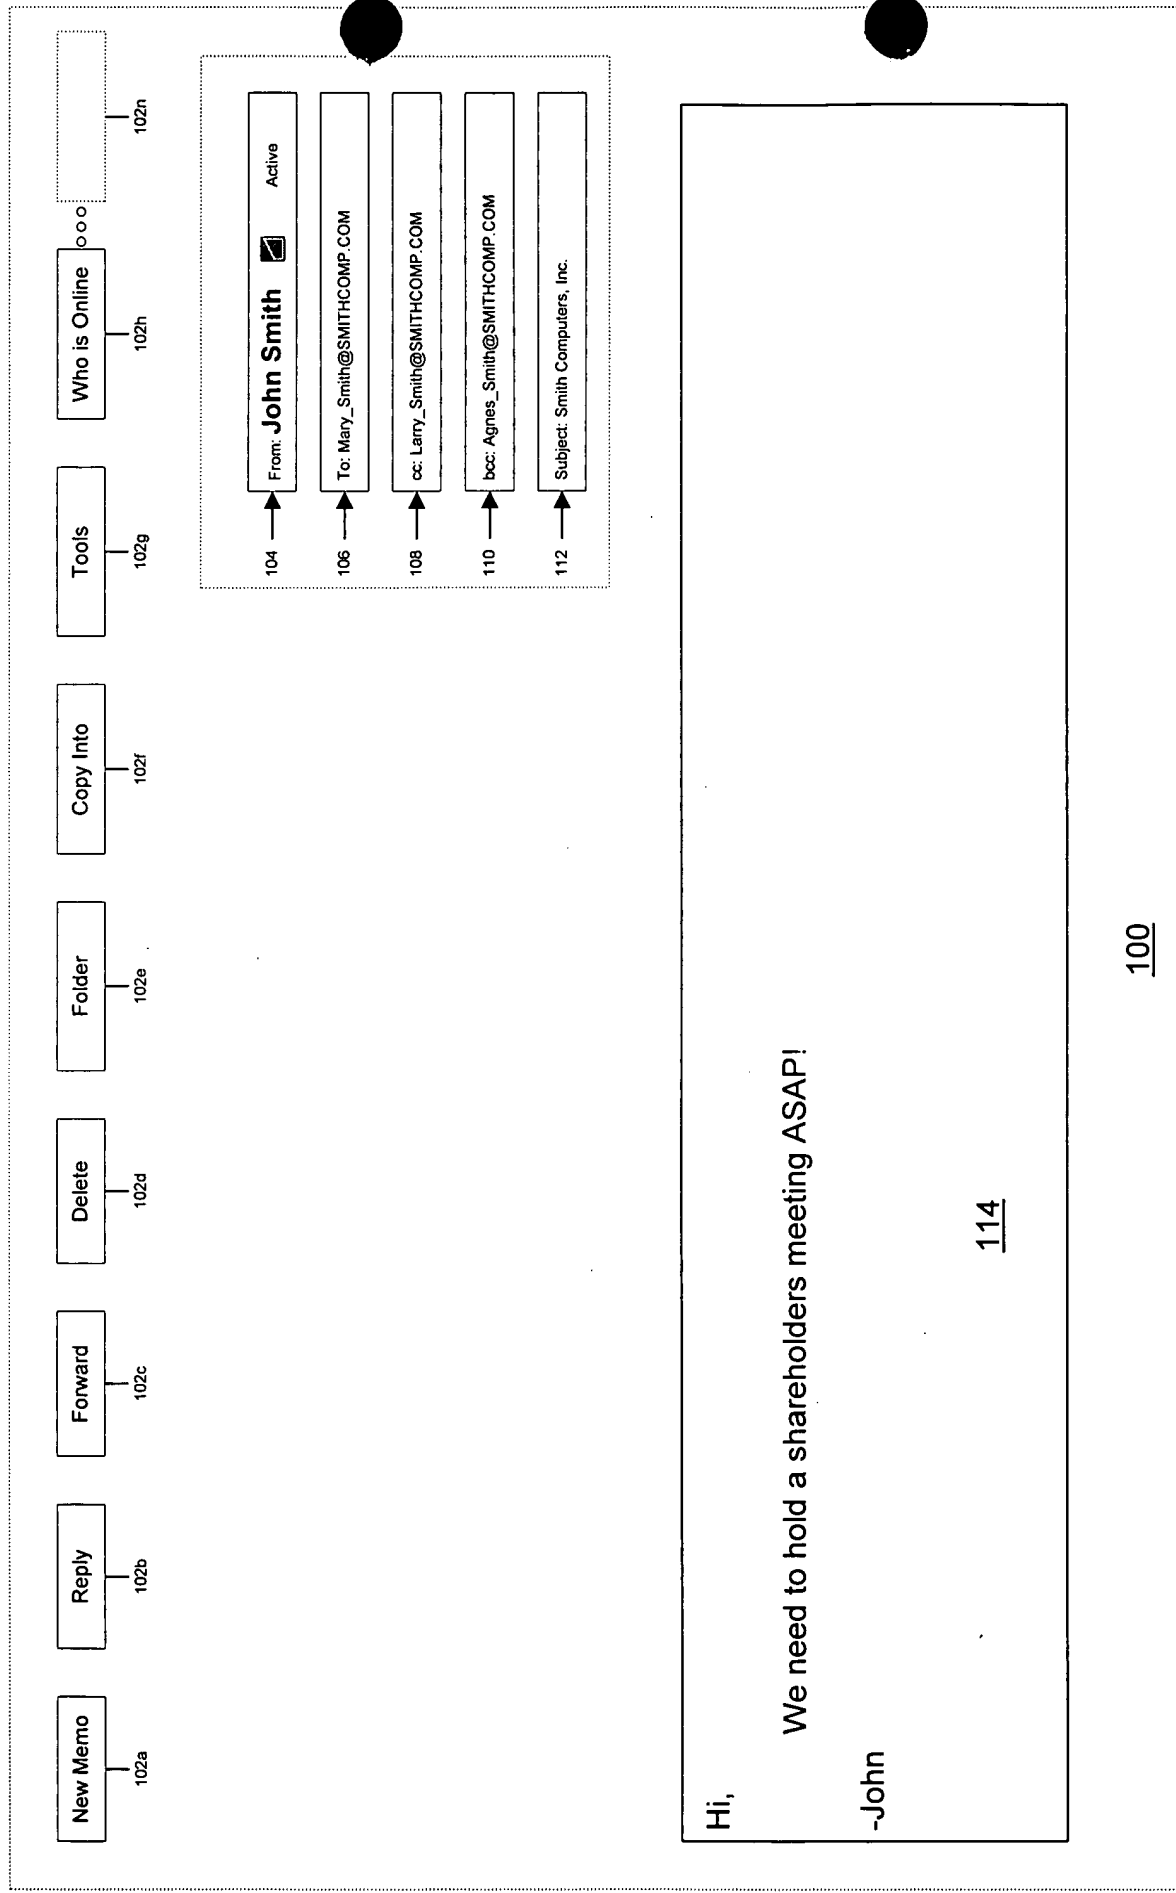 New Memo Reply Forward Delete Folder Copy Into Tools Who is Online ooo
102a 102b 102c 102d 102e 102f 102g 102h 102n
104 From: John Smith Active
106 To: Mary_Smith@SMITHCOMP.COM
108 cc: Larry_Smith@SMITHCOMP.COM
110 bcc: Agnes_Smith@SMITHCOMP.COM
112 Subject: Smith Computers, Inc.
Hi,
We need to hold a shareholders meeting ASAP!
-John
114
100